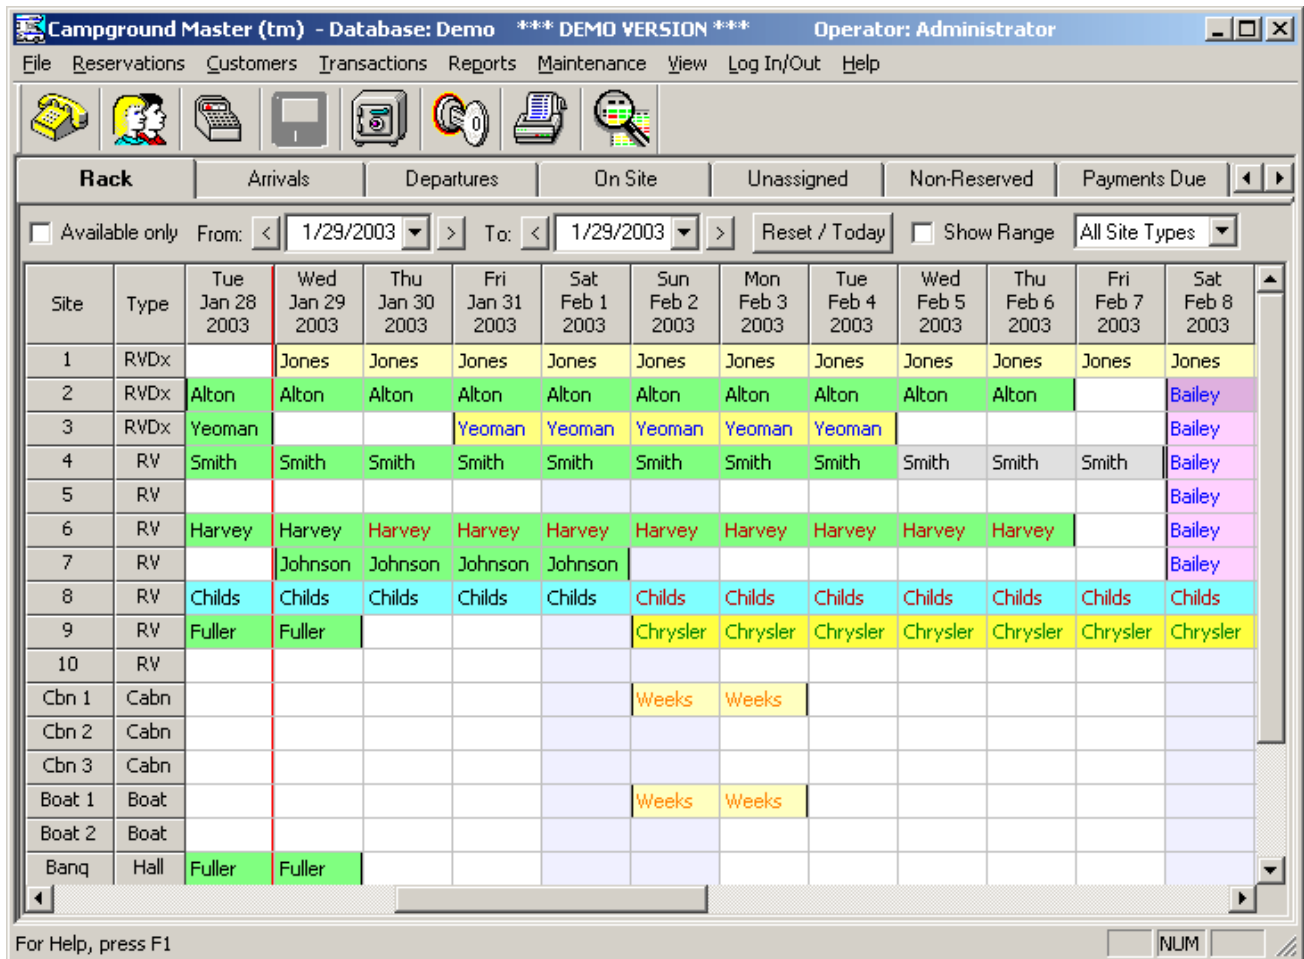 Campground Master (tm) - Database: Demo *** DEMO VERSION *** Operator: Administrator
File Reservations Customers Transactions Reports Maintenance View Log In/Out Help
Rack Arrivals Departures On Site Unassigned Non-Reserved Payments Due
Available only From: < 1/29/2003 > To: < 1/29/2003 > Reset / Today Show Range All Site Types
Site Type Tue Jan 28 2003 Wed Jan 29 2003 Thu Jan 30 2003 Fri Jan 31 2003 Sat Feb 1 2003 Sun Feb 2 2003 Mon Feb 3 2003 Tue Feb 4 2003 Wed Feb 5 2003 Thu Feb 6 2003 Fri Feb 7 2003 Sat Feb 8 2003
1 RVDx Jones Jones Jones Jones Jones Jones Jones Jones Jones Jones Jones
2 RVDx Alton Alton Alton Alton Alton Alton Alton Alton Alton Alton Bailey
3 RVDx Yeoman Yeoman Yeoman Yeoman Yeoman Yeoman Bailey
4 RV Smith Smith Smith Smith Smith Smith Smith Smith Smith Smith Smith Bailey
5 RV Bailey
6 RV Harvey Harvey Harvey Harvey Harvey Harvey Harvey Harvey Harvey Harvey Bailey
7 RV Johnson Johnson Johnson Johnson Bailey
8 RV Childs Childs Childs Childs Childs Childs Childs Childs Childs Childs Childs Childs
9 RV Fuller Fuller Chrysler Chrysler Chrysler Chrysler Chrysler Chrysler Chrysler
10 RV
Cbn 1 Cabn Weeks Weeks
Cbn 2 Cabn
Cbn 3 Cabn
Boat 1 Boat Weeks Weeks
Boat 2 Boat
Banq Hall Fuller Fuller
For Help, press F1 NUM